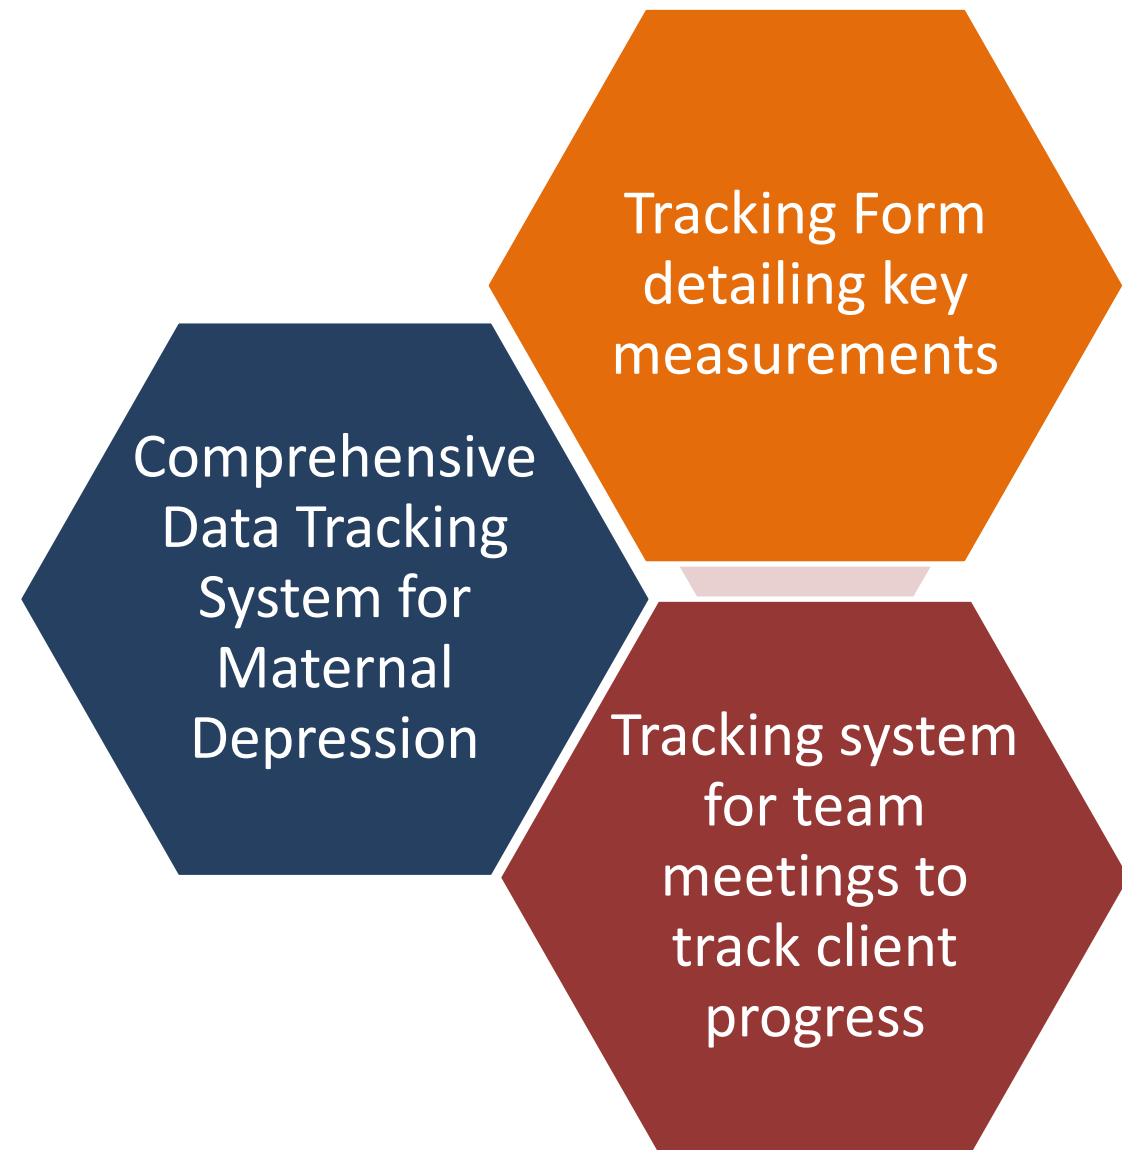 Tracking Form
detailing key
measurements
Comprehensive
Data Tracking
System for
Maternal
Depression
Tracking system
for team
meetings to
track client
progress